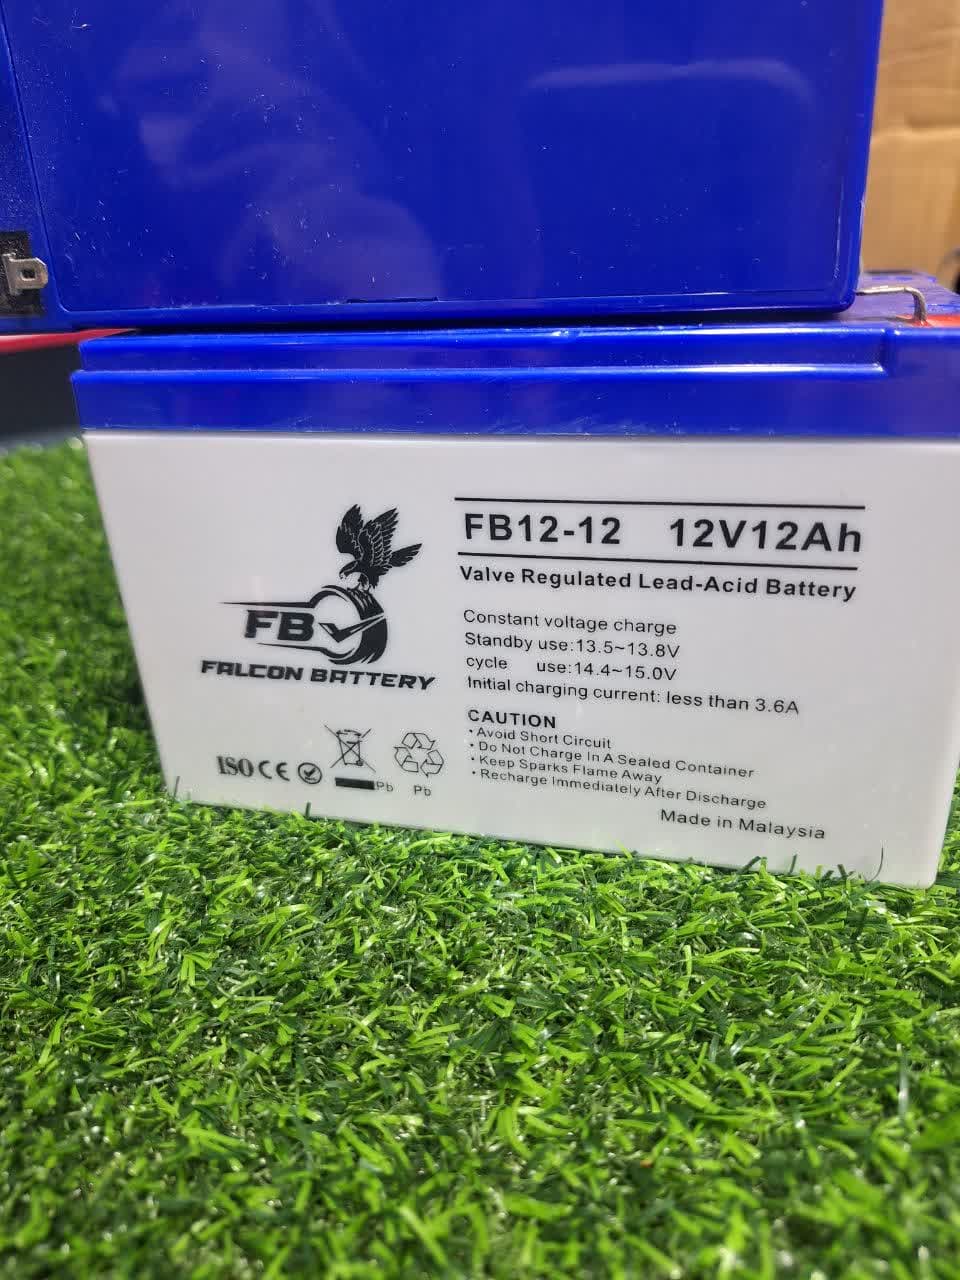 FB
FALCON BATTERY
ISO CE
Pb
Pb
FB12-12 12V12Ah
Valve Regulated Lead-Acid Battery
Constant voltage charge
Standby use:13.5~13.8V
cycle use:14.4~15.0V
Initial charging current: less than 3.6A
CAUTION
• Avoid Short Circuit
• Do Not Charge In A Sealed Container
• Keep Sparks Flame Away
• Recharge Immediately After Discharge
Made in Malaysia